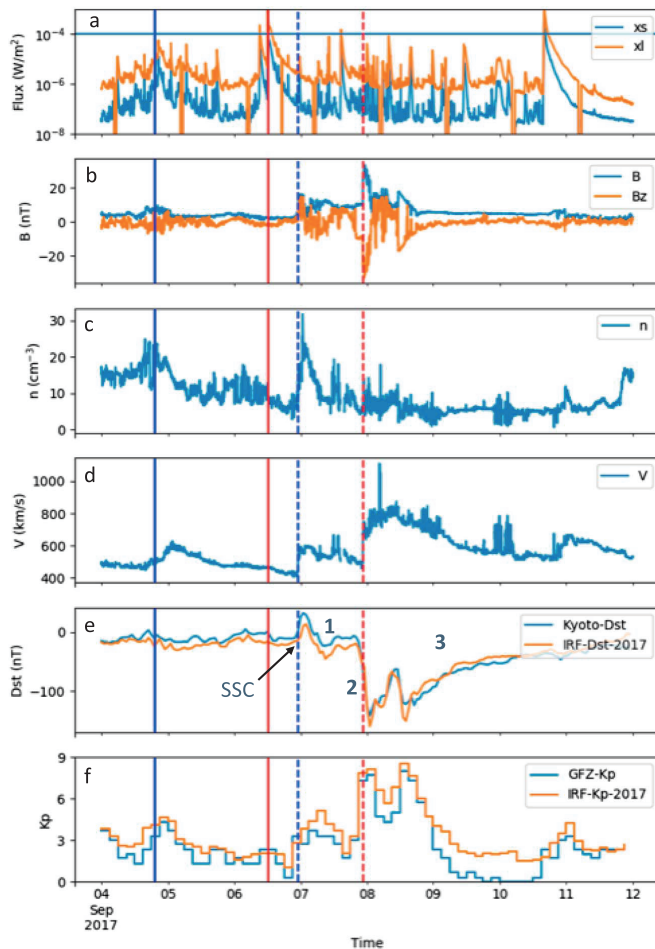 a
xs
xl
Flux (W/m²)
10⁻⁴
10⁻⁶
10⁻⁸
b
B
Bz
B (nT)
20
0
−20
c
n
n (cm⁻³)
30
20
10
0
d
V
V (km/s)
1000
800
600
400
e
1
2
3
SSC
Kyoto-Dst
IRF-Dst-2017
Dst (nT)
0
−100
f
GFZ-Kp
IRF-Kp-2017
Kp
9
6
3
0
04 05 06 07 08 09 10 11 12
Sep
2017
Time